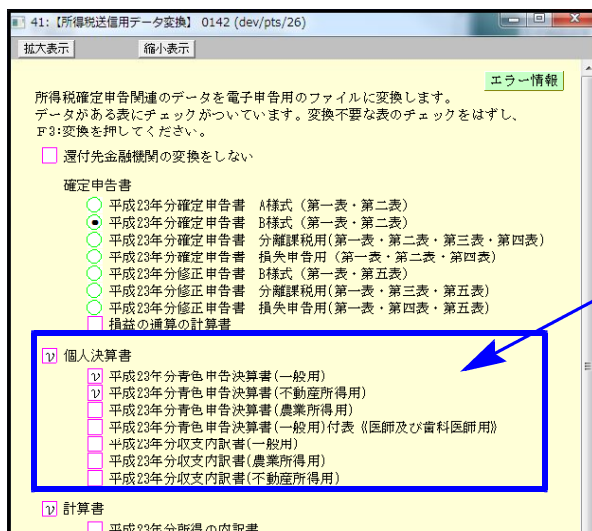 41:【所得税送信用データ変換】 0142 (dev/pts/26)
拡大表示 縮小表示
エラー情報
所得税確定申告関連のデータを電子申告用のファイルに変換します。
データがある表にチェックがついています。変換不要な表のチェックをはずし、
F3:変換を押してください。
還付先金融機関の変換をしない
確定申告書
平成23年分確定申告書 A様式（第一表・第二表）
平成23年分確定申告書 B様式（第一表・第二表）
平成23年分確定申告書 分離課税用(第一表・第二表・第三表・第四表)
平成23年分確定申告書 損失申告用（第一表・第二表・第四表）
平成23年分修正申告書 B様式（第一表・第五表）
平成23年分修正申告書 分離課税用(第一表・第三表・第五表)
平成23年分修正申告書 損失申告用(第一表・第四表・第五表)
損益の通算の計算書
レ 個人決算書
レ 平成23年分青色申告決算書(一般用)
レ 平成23年分青色申告決算書(不動産所得用)
平成23年分青色申告決算書(農業所得用)
平成23年分青色申告決算書(一般用)付表《医師及び歯科医師用》
平成23年分収支内訳書(一般用)
平成23年分収支内訳書(農業所得用)
平成23年分収支内訳書(不動産所得用)
レ 計算書
平成23年分所得の内訳書